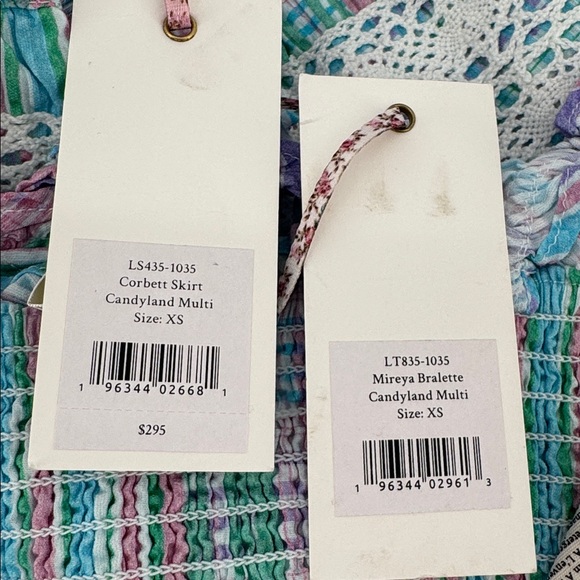 LS435-1035
Corbett Skirt
Candyland Multi
Size: XS
1 96344 02668 1
$295
LT835-1035
Mireya Bralette
Candyland Multi
Size: XS
1 96344 02961 3